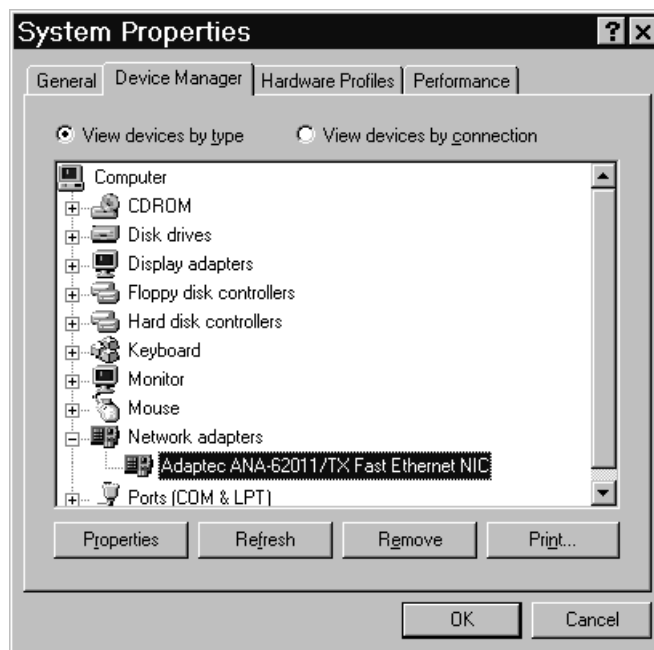 System Properties
General Device Manager Hardware Profiles Performance
View devices by type View devices by connection
Computer
CDROM
Disk drives
Display adapters
Floppy disk controllers
Hard disk controllers
Keyboard
Monitor
Mouse
Network adapters
Adaptec ANA-62011/TX Fast Ethernet NIC
Ports (COM & LPT)
Properties Refresh Remove Print...
OK Cancel